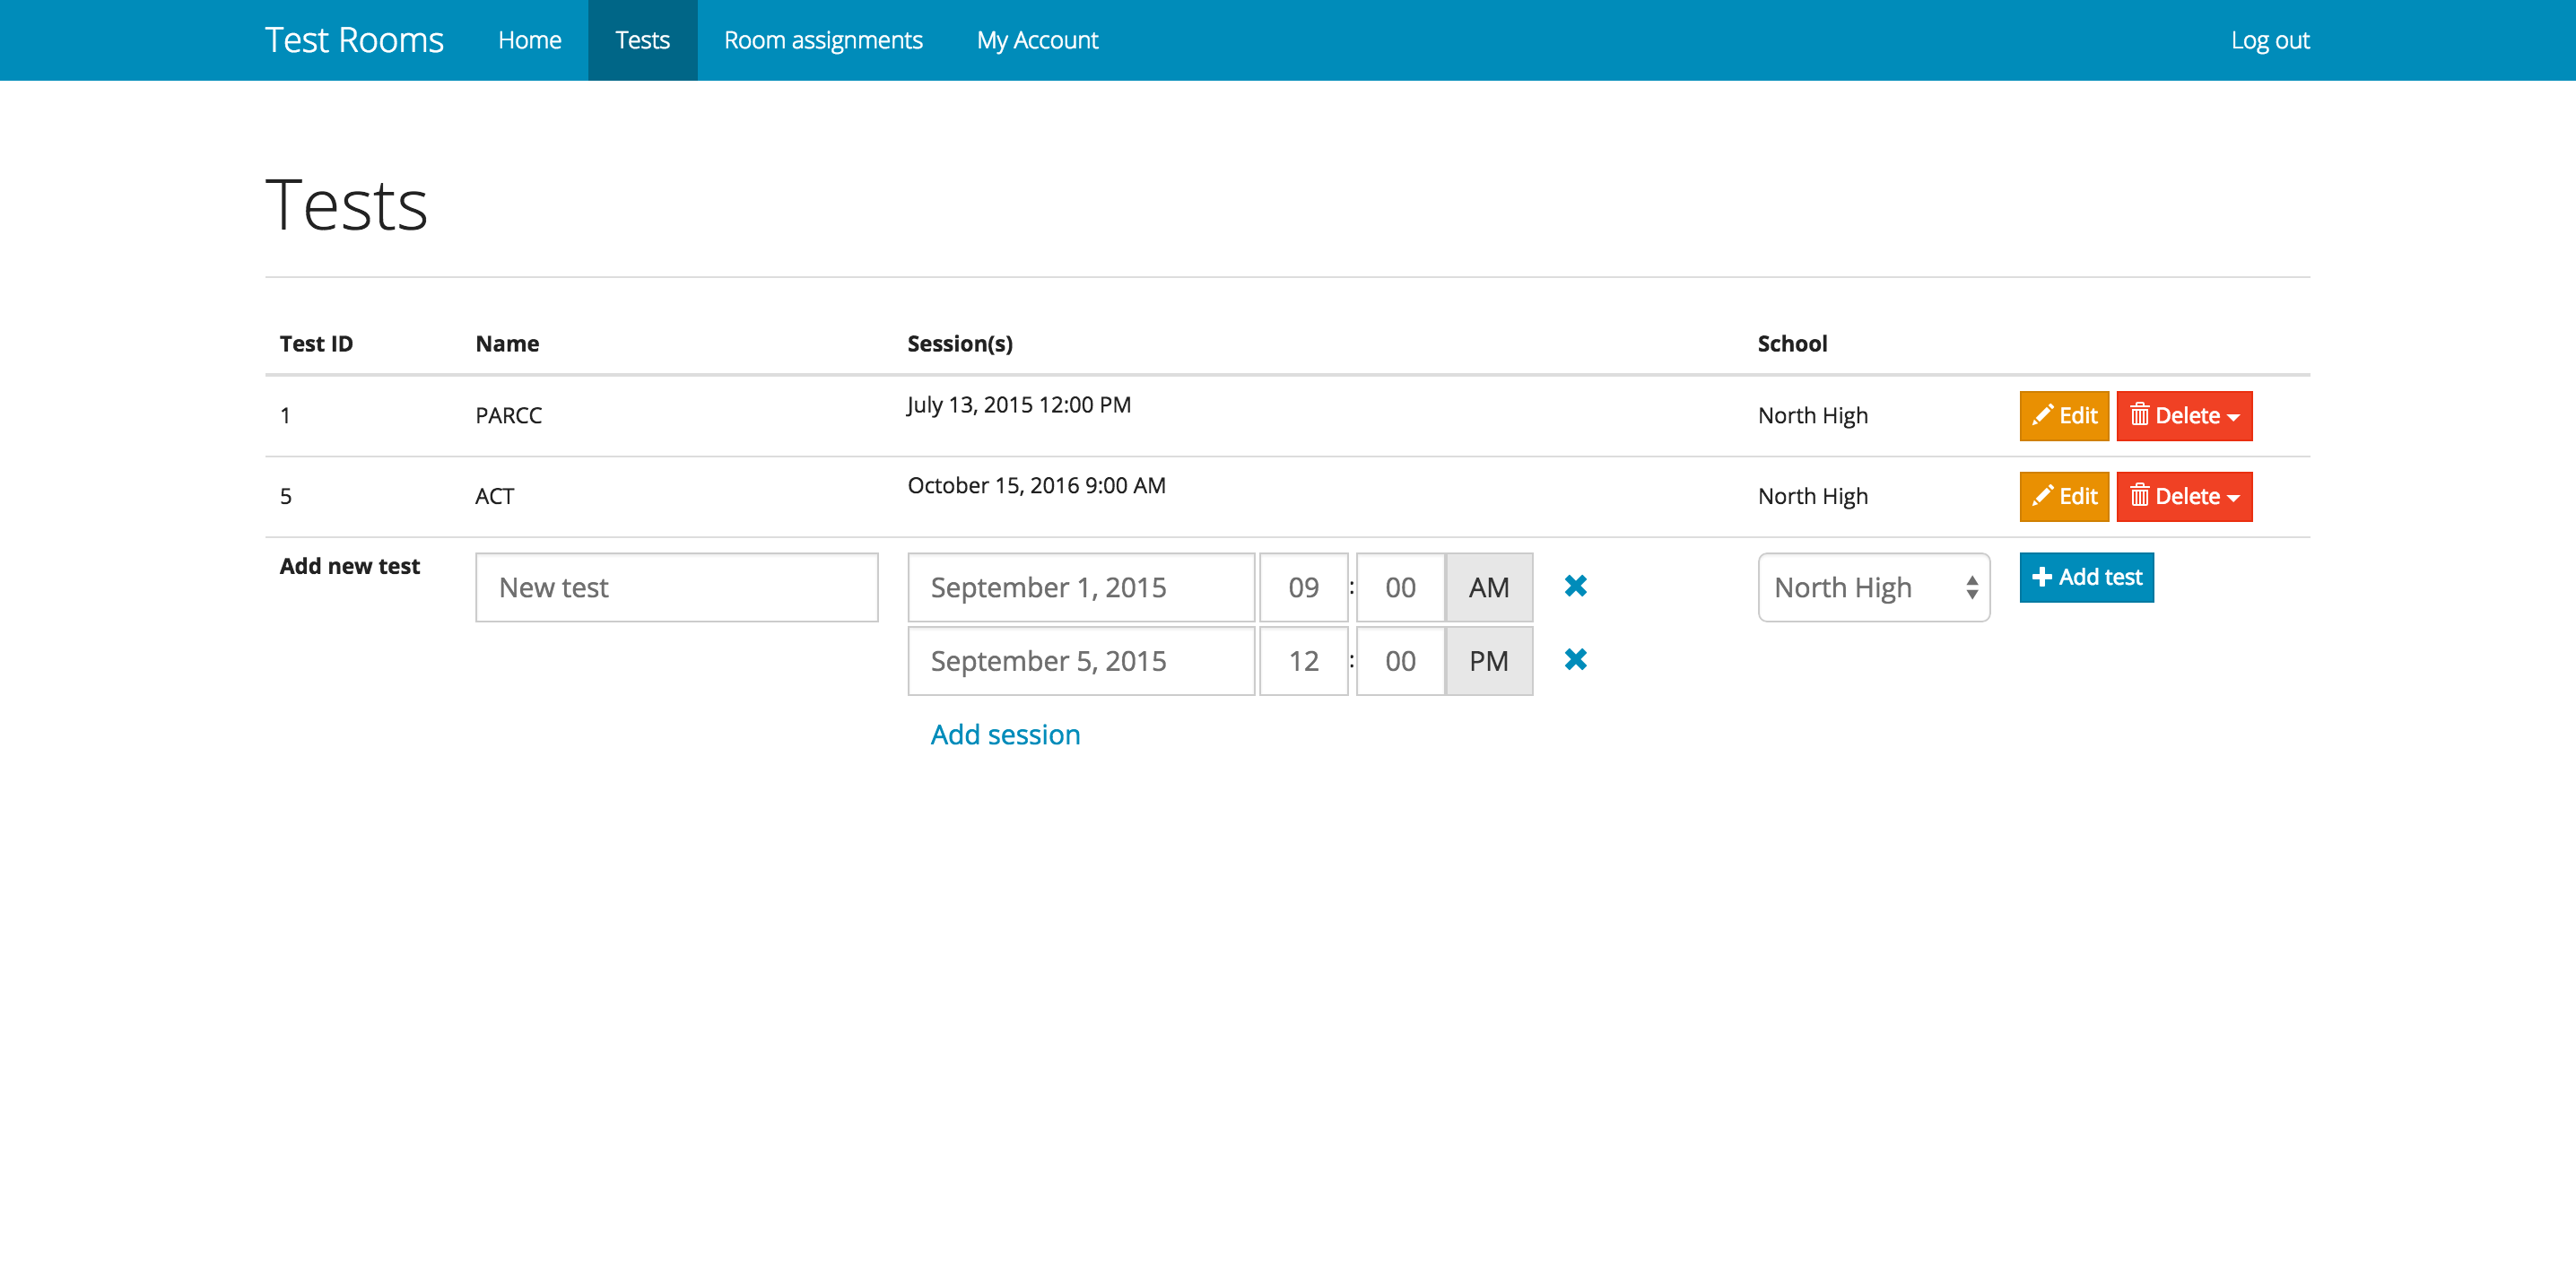 Test Rooms Home Tests Room assignments My Account Log out
Tests
Test ID Name Session(s) School
1 PARCC July 13, 2015 12:00 PM North High Edit Delete
5 ACT October 15, 2016 9:00 AM North High Edit Delete
Add new test New test September 1, 2015 09 : 00 AM North High Add test
September 5, 2015 12 : 00 PM
Add session